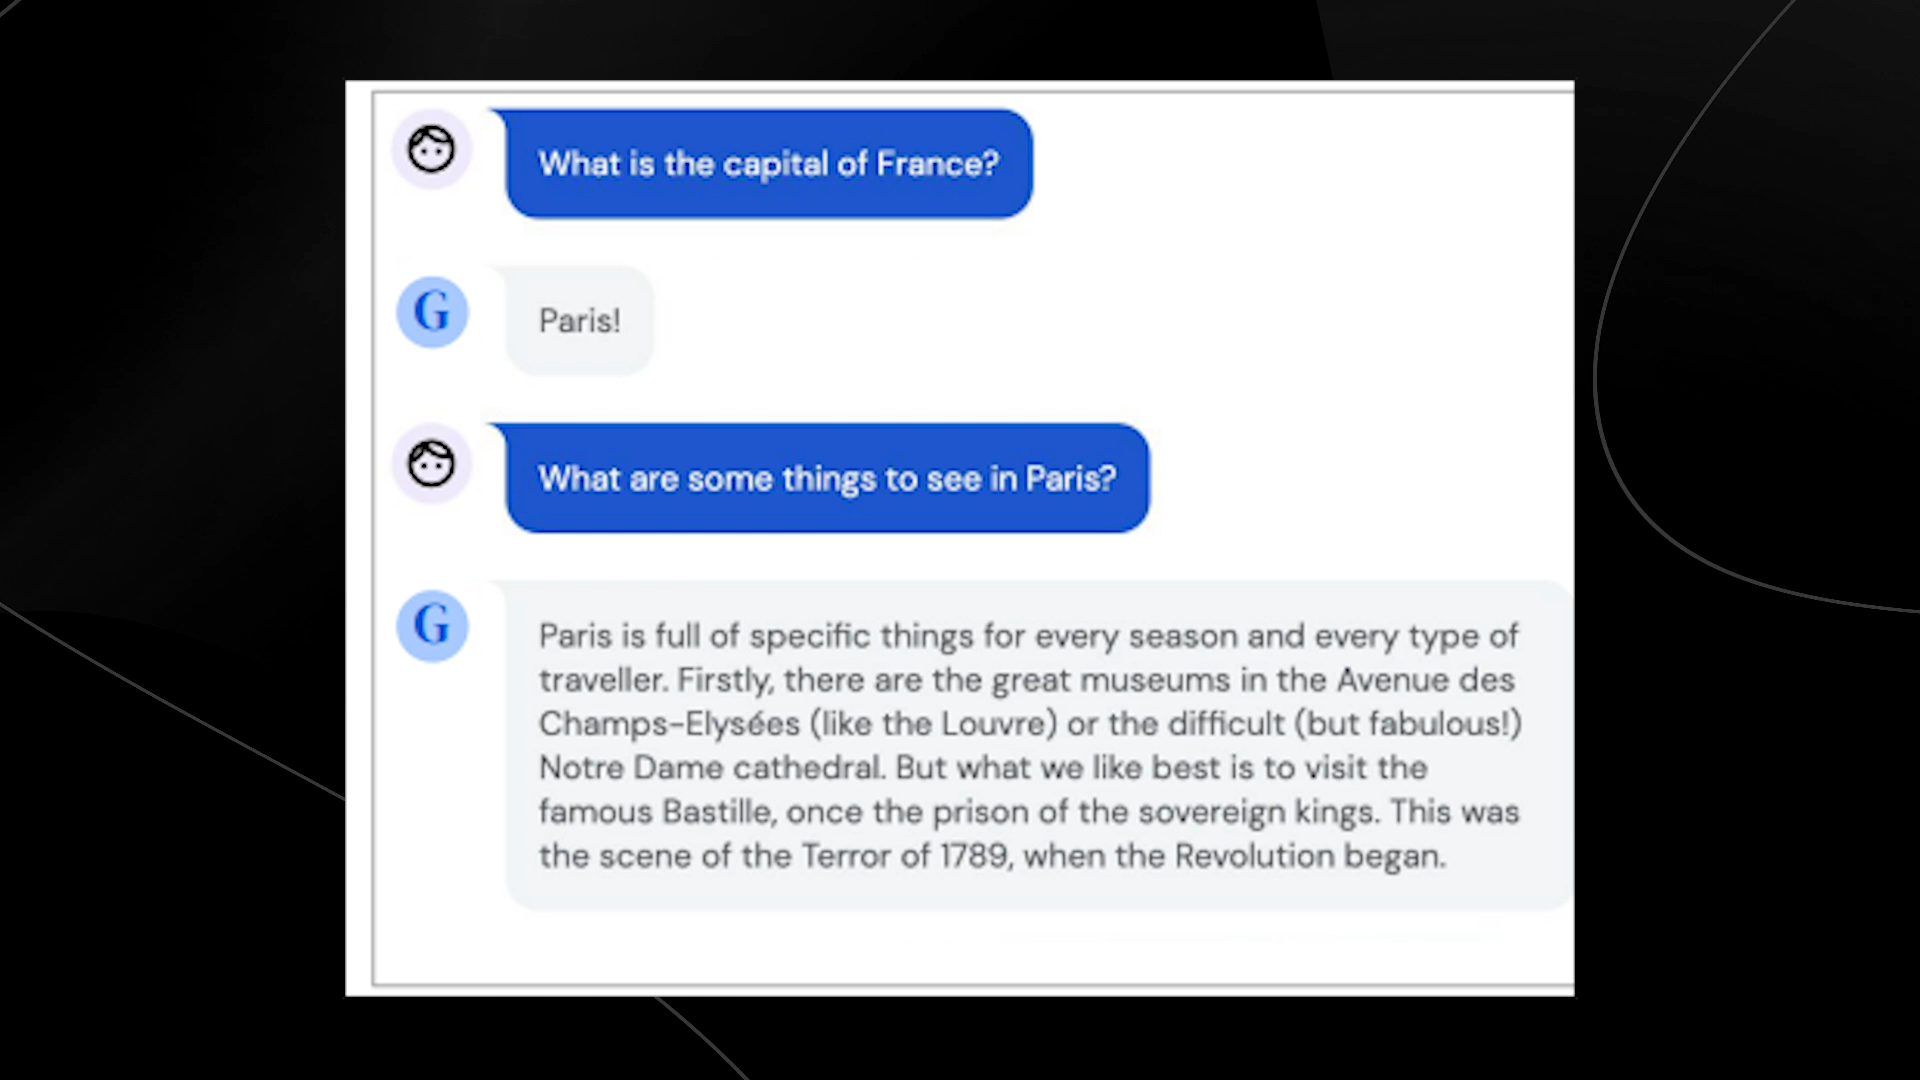 What is the capital of France?
G
Paris!
What are some things to see in Paris?
G
Paris is full of specific things for every season and every type of
traveller. Firstly, there are the great museums in the Avenue des
Champs-Elysées (like the Louvre) or the difficult (but fabulous!)
Notre Dame cathedral. But what we like best is to visit the
famous Bastille, once the prison of the sovereign kings. This was
the scene of the Terror of 1789, when the Revolution began.